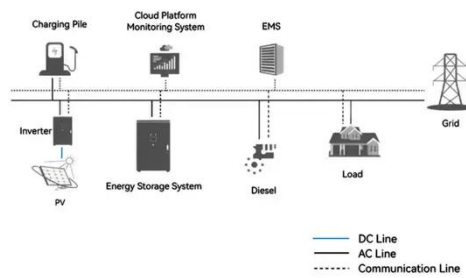 Cloud Platform
Monitoring System
EMS
Charging Pile
Grid
Inverter
Energy Storage System
Diesel
Load
PV
DC Line
AC Line
Communication Line